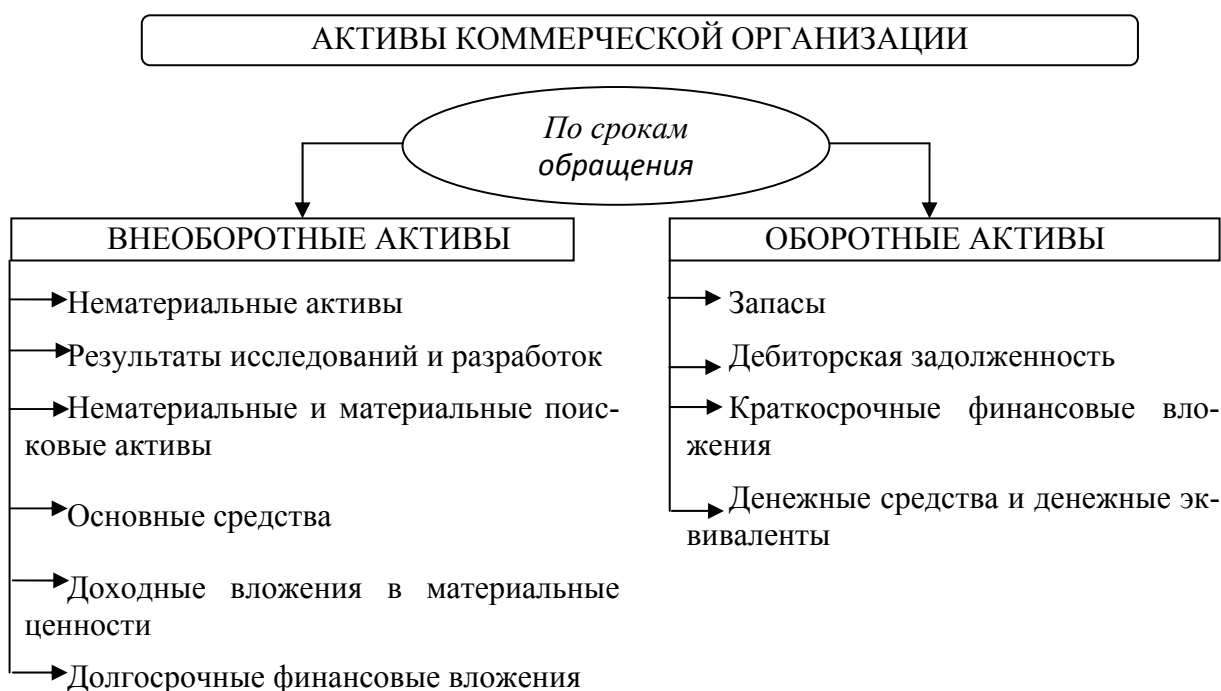 АКТИВЫ КОММЕРЧЕСКОЙ ОРГАНИЗАЦИИ
По срокам
обращения
ВНЕОБОРОТНЫЕ АКТИВЫ
Нематериальные активы
Результаты исследований и разработок
Нематериальные и материальные поис-
ковые активы
Основные средства
Доходные вложения в материальные
ценности
Долгосрочные финансовые вложения
ОБОРОТНЫЕ АКТИВЫ
Запасы
Дебиторская задолженность
Краткосрочные финансовые вло-
жения
Денежные средства и денежные эк-
виваленты